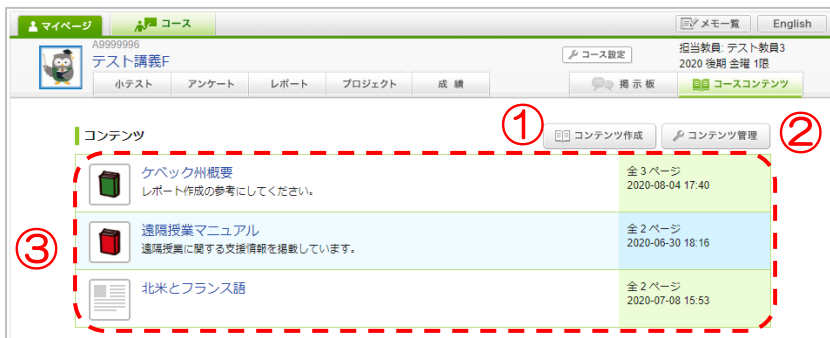 マイページ
コース
メモ一覧
English
A9999996
テスト講義F
コース設定
担当教員: テスト教員3
2020 後期 金曜 1限
小テスト
アンケート
レポート
プロジェクト
成 績
掲 示 板
コースコンテンツ
コンテンツ
①
コンテンツ作成
コンテンツ管理
②
③
ケベック州概要
レポート作成の参考にしてください。
全 3 ページ
2020-08-04 17:40
遠隔授業マニュアル
遠隔授業に関する支援情報を掲載しています。
全 2 ページ
2020-06-30 18:16
北米とフランス語
全 2 ページ
2020-07-08 15:53